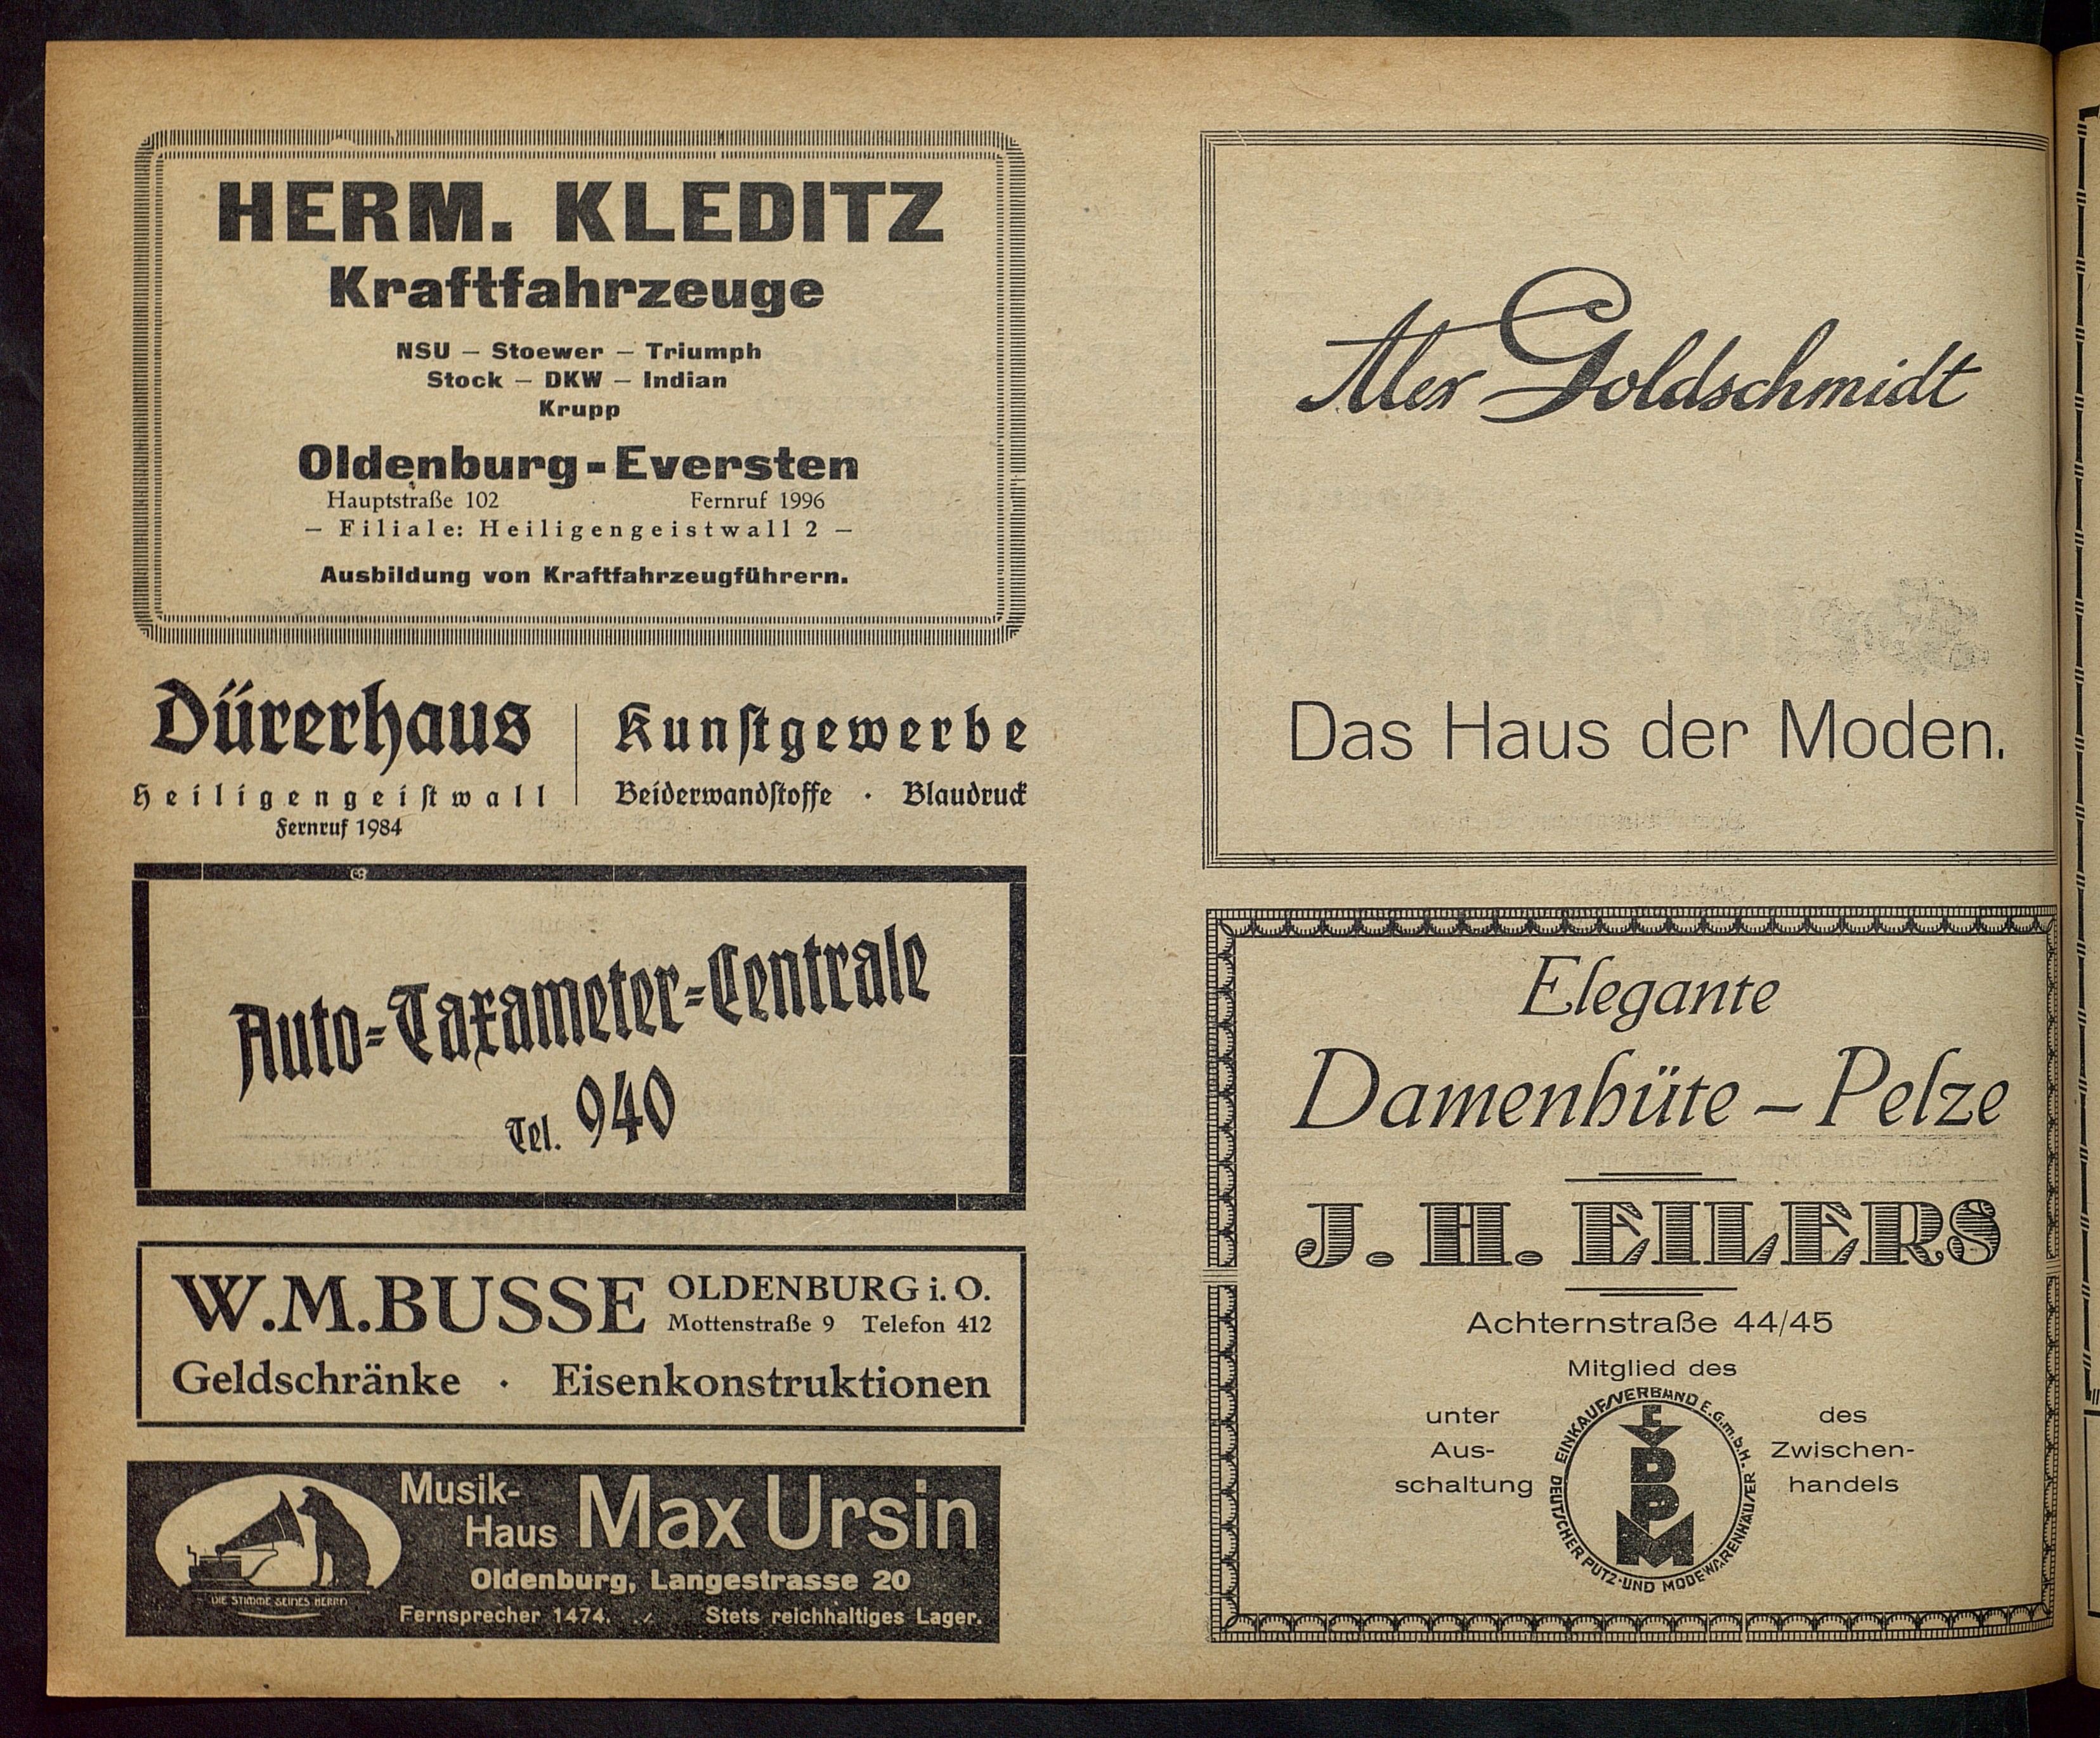 HERM. KLEDITZ
Kraftfahrzeuge
NSU — Stoewer — Triumph
Stock — DKW — Indian
Krupp
Oldenburg-Eversten
Hauptstraße 102 Fernruf 1996
— Filiale: Heiligengeistwall 2 —
Ausbildung von Kraftfahrzeugführern.
Dürerhaus
Heiligengeistwall
Fernruf 1984
Kunstgewerbe
Beiderwandstoffe · Blaudruck
Auto-Taxameter-Centrale
Tel. 940
W.M.BUSSE OLDENBURG i. O.
Mottenstraße 9 Telefon 412
Geldschränke · Eisenkonstruktionen
DIE STIMME SEINES HERRN
Musik-
Haus Max Ursin
Oldenburg, Langestrasse 20
Fernsprecher 1474. Stets reichhaltiges Lager.
Alex Goldschmidt
Das Haus der Moden.
Elegante
Damenhüte — Pelze
J. H. EILERS
Achternstraße 44/45
Mitglied des
unter
Aus-
schaltung
EINKAUFSVERBAND E.G.m.b.H.
DEUTSCHER PUTZ-UND MODEWARENHÄUSER
EVDPM
des
Zwischen-
handels